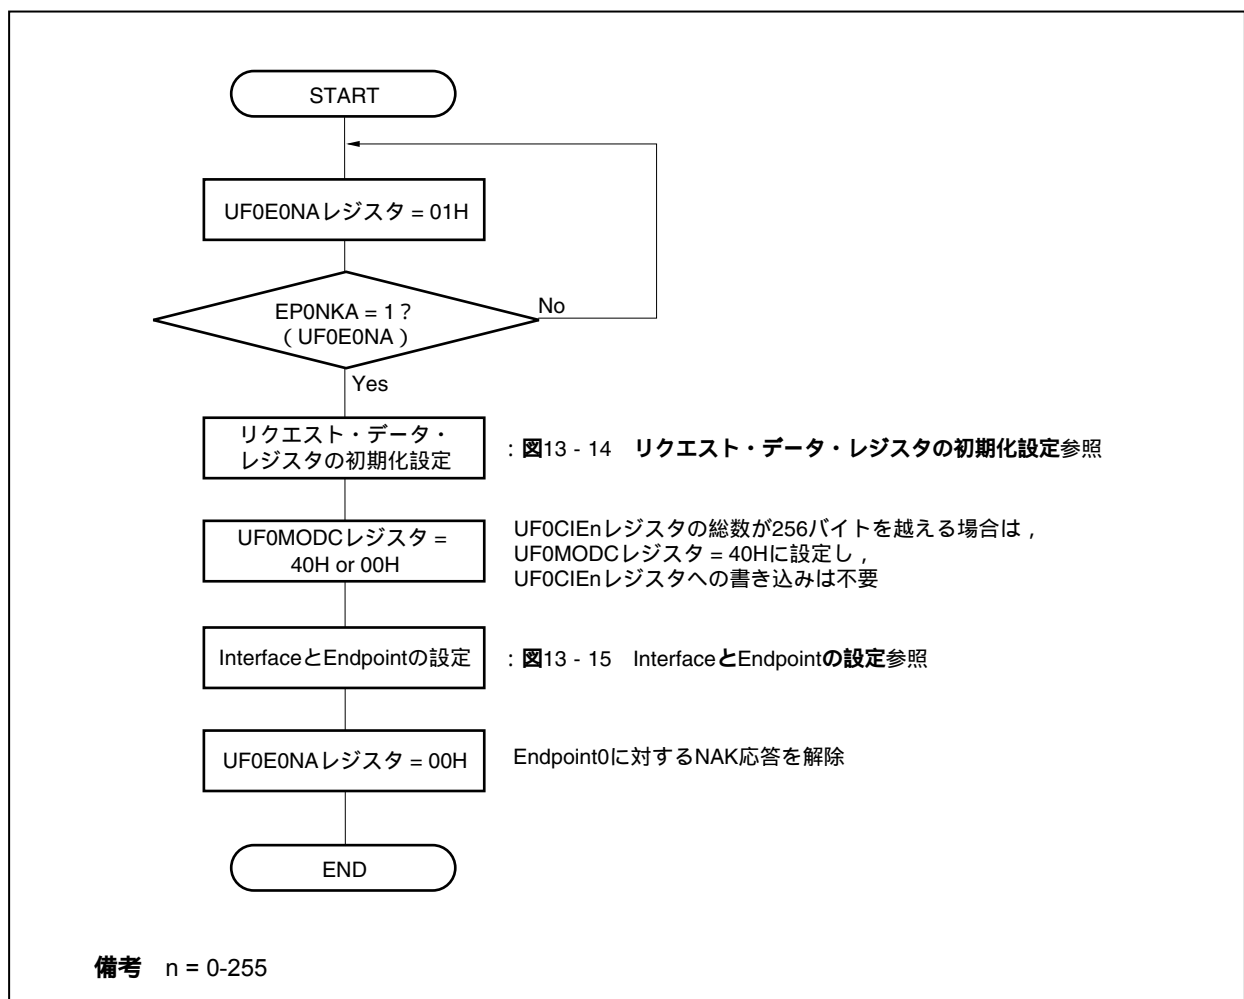 START
UF0E0NAレジスタ = 01H
EP0NKA = 1？
（UF0E0NA）
No
Yes
リクエスト・データ・
レジスタの初期化設定
：図13 - 14　リクエスト・データ・レジスタの初期化設定参照
UF0MODCレジスタ =
40H or 00H
UF0CIEnレジスタの総数が256バイトを越える場合は，
UF0MODCレジスタ = 40Hに設定し，
UF0CIEnレジスタへの書き込みは不要
InterfaceとEndpointの設定
：図13 - 15　InterfaceとEndpointの設定参照
UF0E0NAレジスタ = 00H
Endpoint0に対するNAK応答を解除
END
備考　n = 0-255